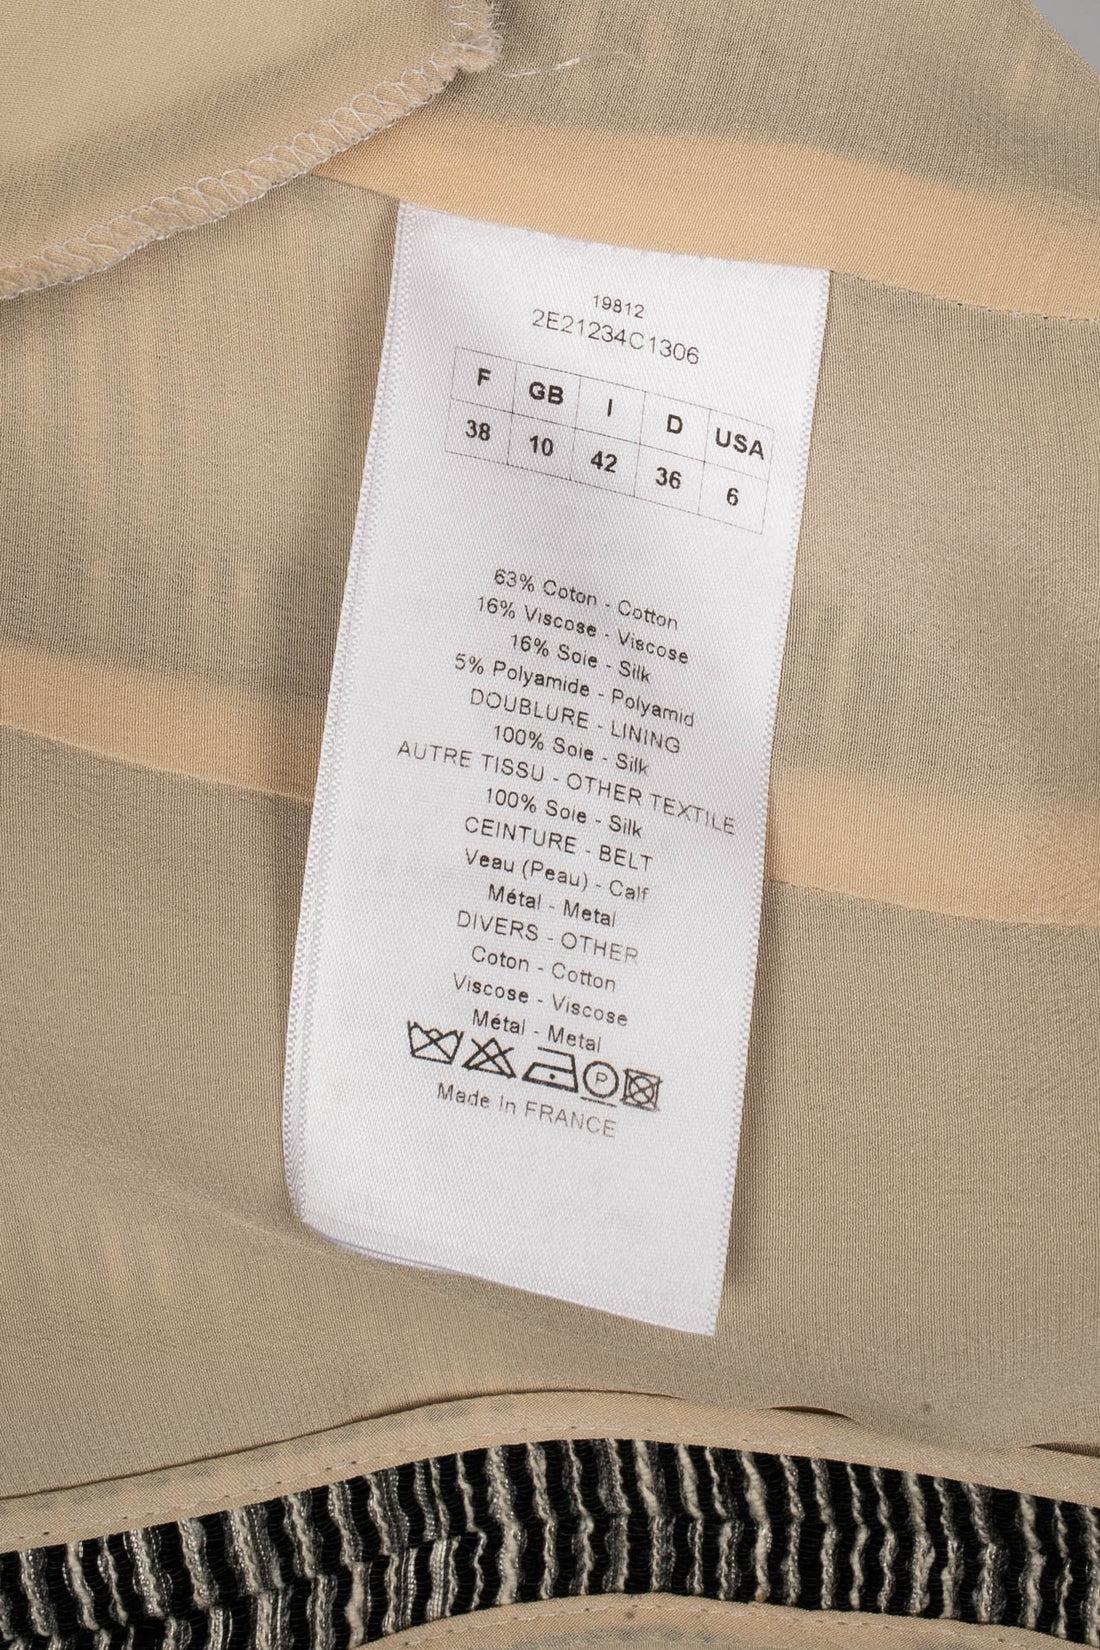 19812
2E21234C1306
F GB I D USA
38 10 42 36 6
63% Coton - Cotton
16% Viscose - Viscose
16% Soie - Silk
5% Polyamide - Polyamid
DOUBLURE - LINING
100% Soie - Silk
AUTRE TISSU - OTHER TEXTILE
100% Soie - Silk
CEINTURE - BELT
Veau (Peau) - Calf
Métal - Metal
DIVERS - OTHER
Coton - Cotton
Viscose - Viscose
Métal - Metal
P
Made In FRANCE